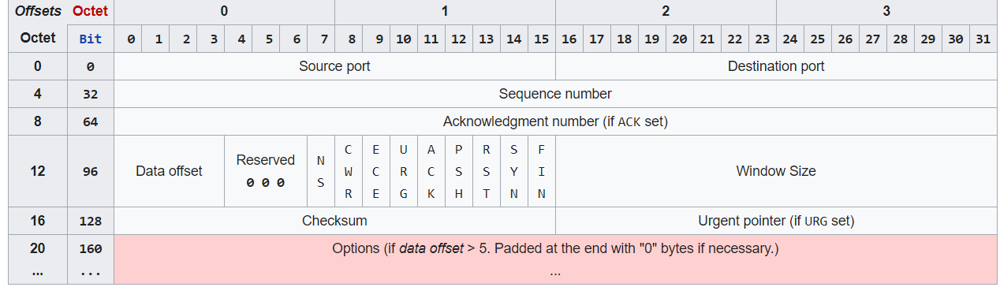 Offsets Octet 0 1 2 3
Octet Bit 0 1 2 3 4 5 6 7 8 9 10 11 12 13 14 15 16 17 18 19 20 21 22 23 24 25 26 27 28 29 30 31
0 0 Source port Destination port
4 32 Sequence number
8 64 Acknowledgment number (if ACK set)
12 96 Data offset Reserved 0 0 0 NS CWR ECE URG ACK PSH RST SYN FIN Window Size
16 128 Checksum Urgent pointer (if URG set)
20 160 Options (if data offset > 5. Padded at the end with "0" bytes if necessary.)
... ... ...